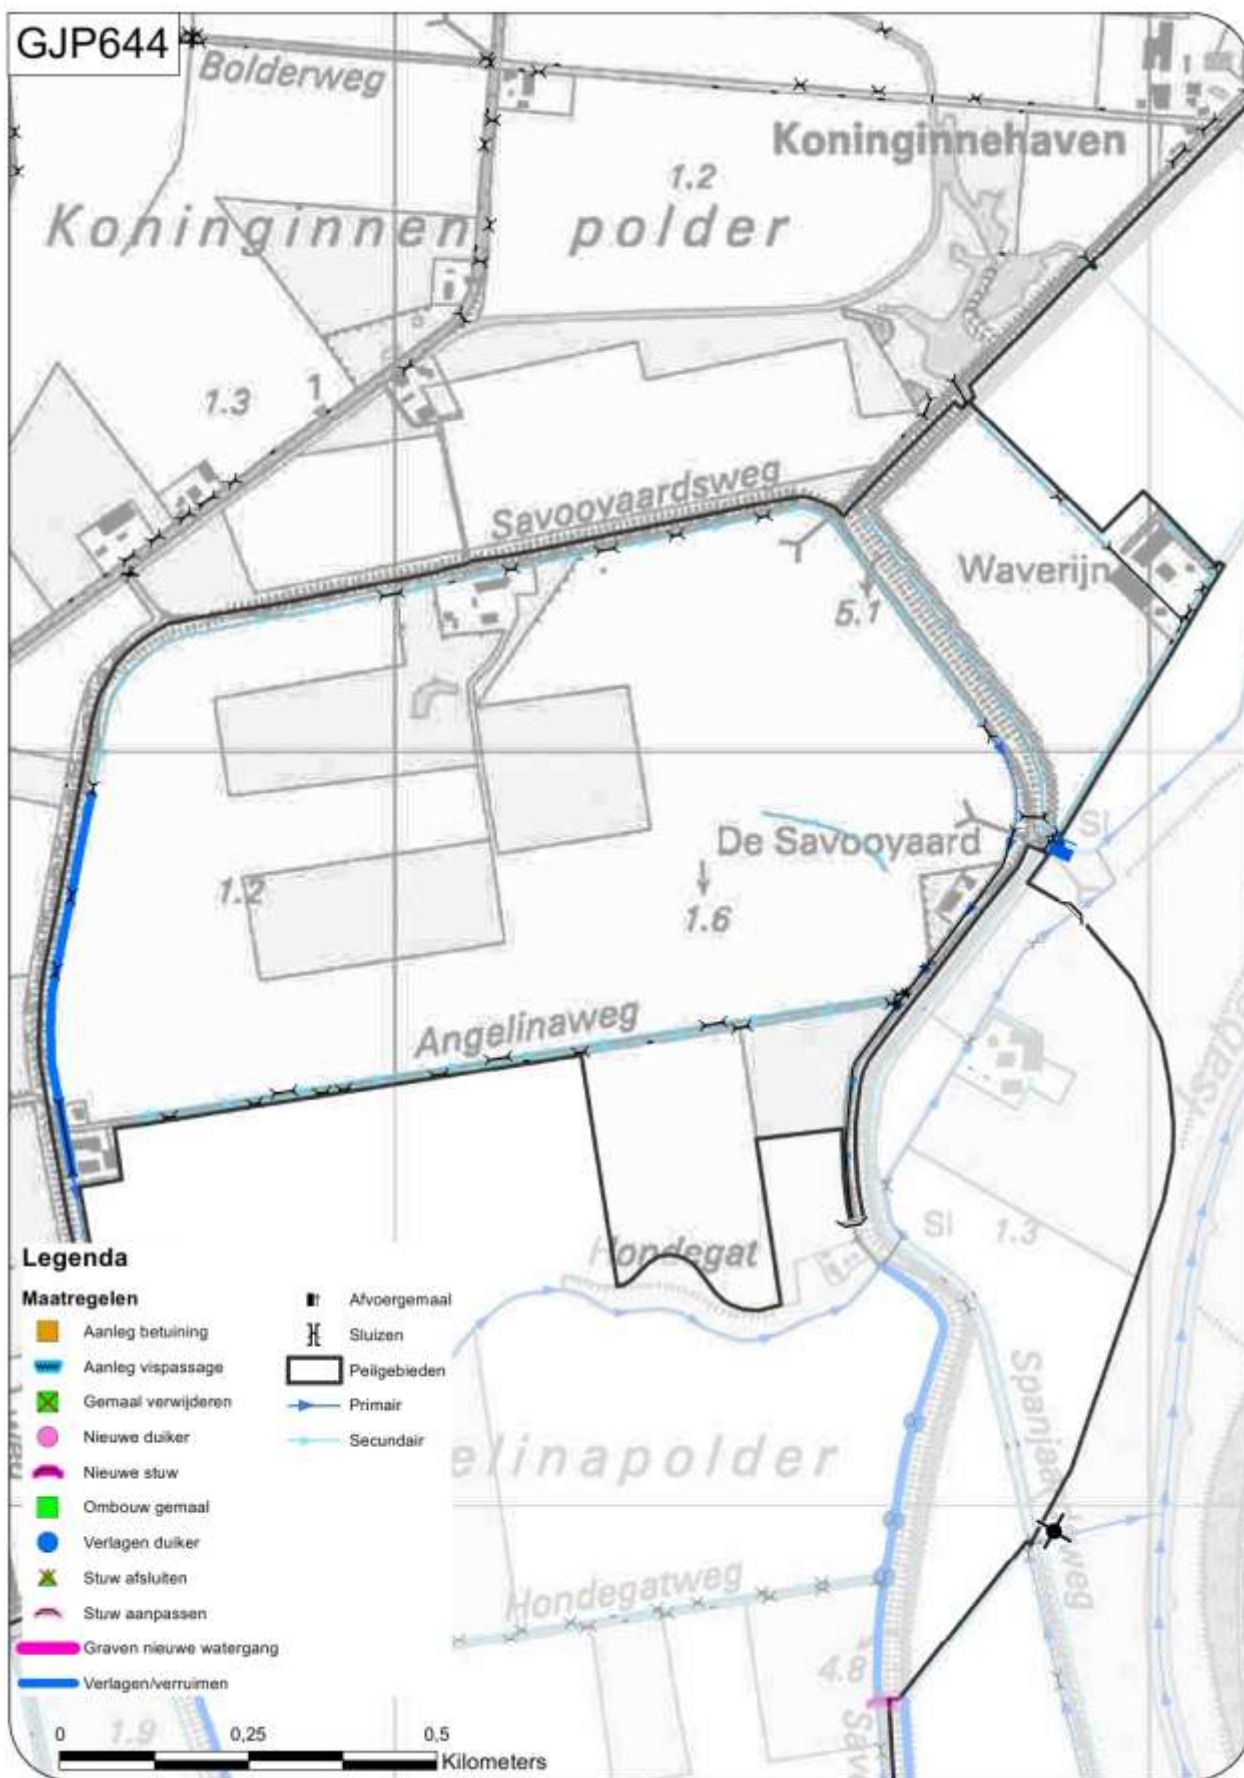 GJP644
Bolderweg
Koninginnehaven
1.2
Koninginnen polder
1.3
1
Savooyaardsweg
Waverijn
5.1
Sl
De Savooyaard
1.2
1.6
Angelinaweg
Sl
1.3
Hondegat
Legenda
Maatregelen
Aanleg betuining
Aanleg vispassage
Gemaal verwijderen
Nieuwe duiker
Nieuwe stuw
Ombouw gemaal
Verlagen duiker
Stuw afsluiten
Stuw aanpassen
Graven nieuwe watergang
Verlagen/verruimen
Afvoergemaal
Sluizen
Peilgebieden
Primair
Secundair
elinapolder
Hondegatweg
4.8
1.9
0 0,25 0,5
Kilometers